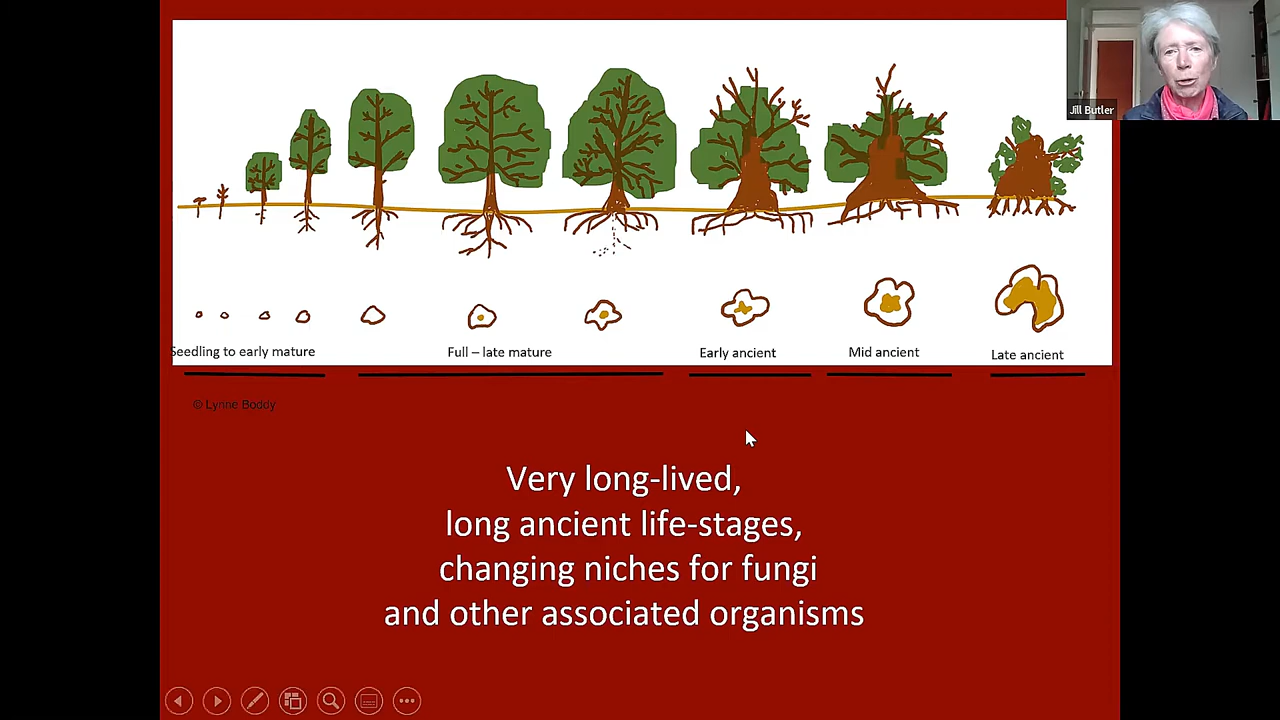 Jill Butler
Seedling to early mature
Full – late mature
Early ancient
Mid ancient
Late ancient
© Lynne Boddy
Very long-lived,
long ancient life-stages,
changing niches for fungi
and other associated organisms